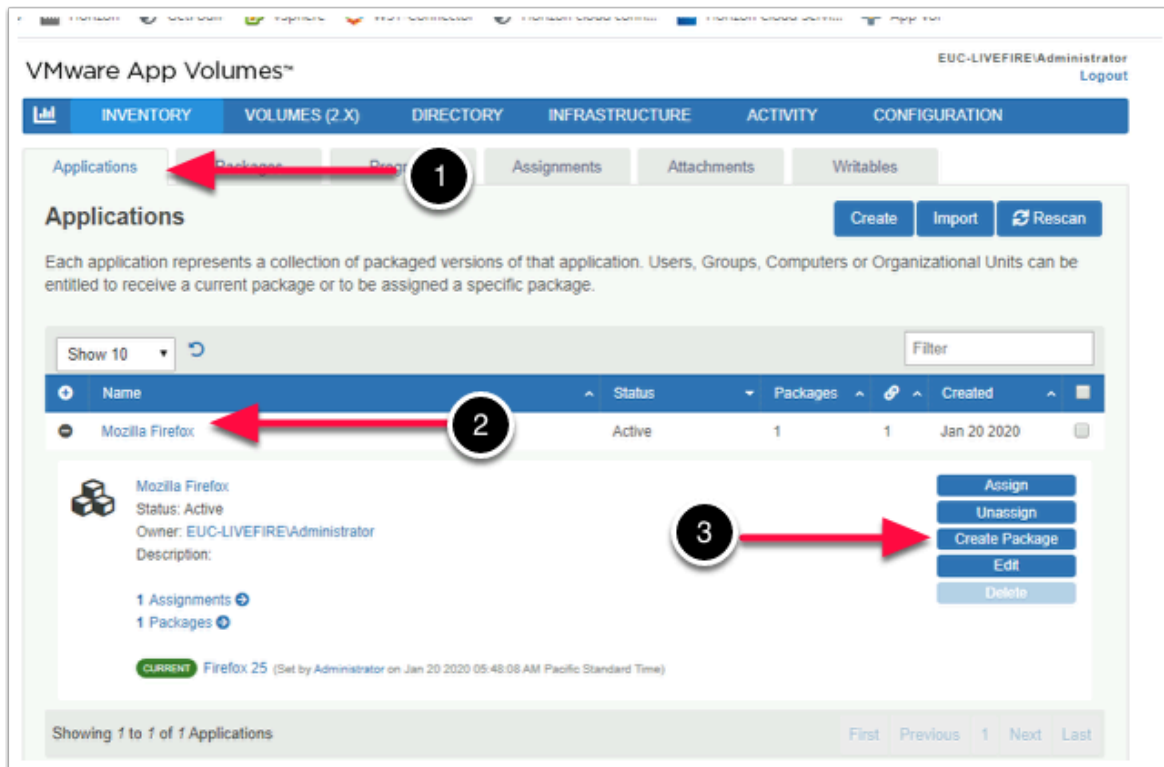 VMware App Volumes™
EUC-LIVEFIRE\Administrator
Logout
INVENTORY VOLUMES (2.X) DIRECTORY INFRASTRUCTURE ACTIVITY CONFIGURATION
Applications Packages 1 Assignments Attachments Writables
Applications
Create Import Rescan
Each application represents a collection of packaged versions of that application. Users, Groups, Computers or Organizational Units can be
entitled to receive a current package or to be assigned a specific package.
Show 10 Filter
Name Status Packages Created
Mozilla Firefox 2 Active 1 1 Jan 20 2020
Mozilla Firefox
Status: Active
Owner: EUC-LIVEFIRE\Administrator
Description:
1 Assignments
1 Packages
CURRENT Firefox 25 (Set by Administrator on Jan 20 2020 05:48:08 AM Pacific Standard Time)
Assign
Unassign
3 Create Package
Edit
Delete
Showing 1 to 1 of 1 Applications
First Previous 1 Next Last